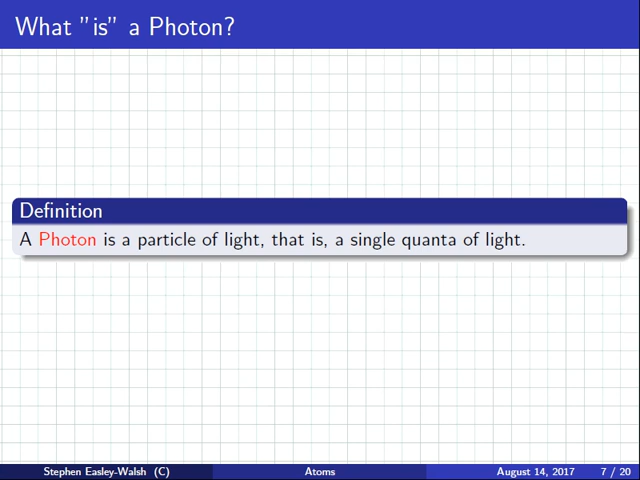 What "is" a Photon?
Definition
A Photon is a particle of light, that is, a single quanta of light.
Stephen Easley-Walsh (C) Atoms August 14, 2017 7 / 20